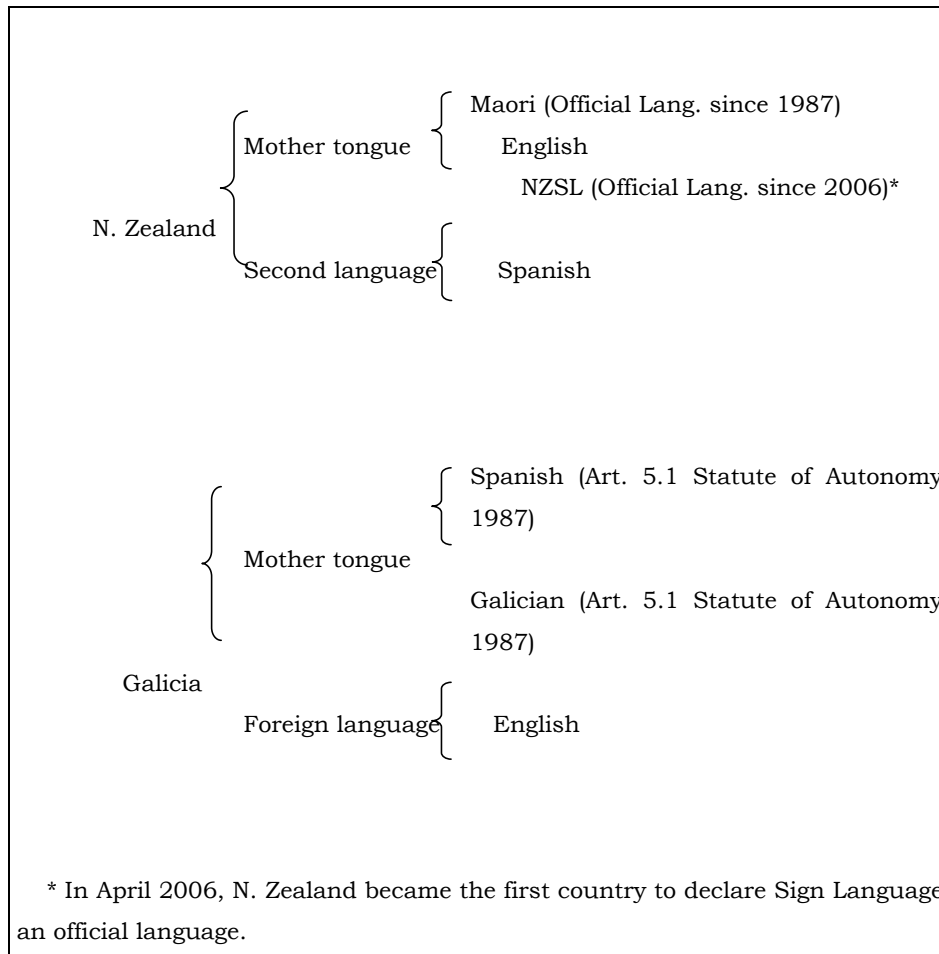 Maori (Official Lang. since 1987)
Mother tongue English
NZSL (Official Lang. since 2006)*
N. Zealand
Second language Spanish
Spanish (Art. 5.1 Statute of Autonomy
1987)
Mother tongue
Galician (Art. 5.1 Statute of Autonomy
1987)
Galicia
Foreign language English
* In April 2006, N. Zealand became the first country to declare Sign Language
an official language.